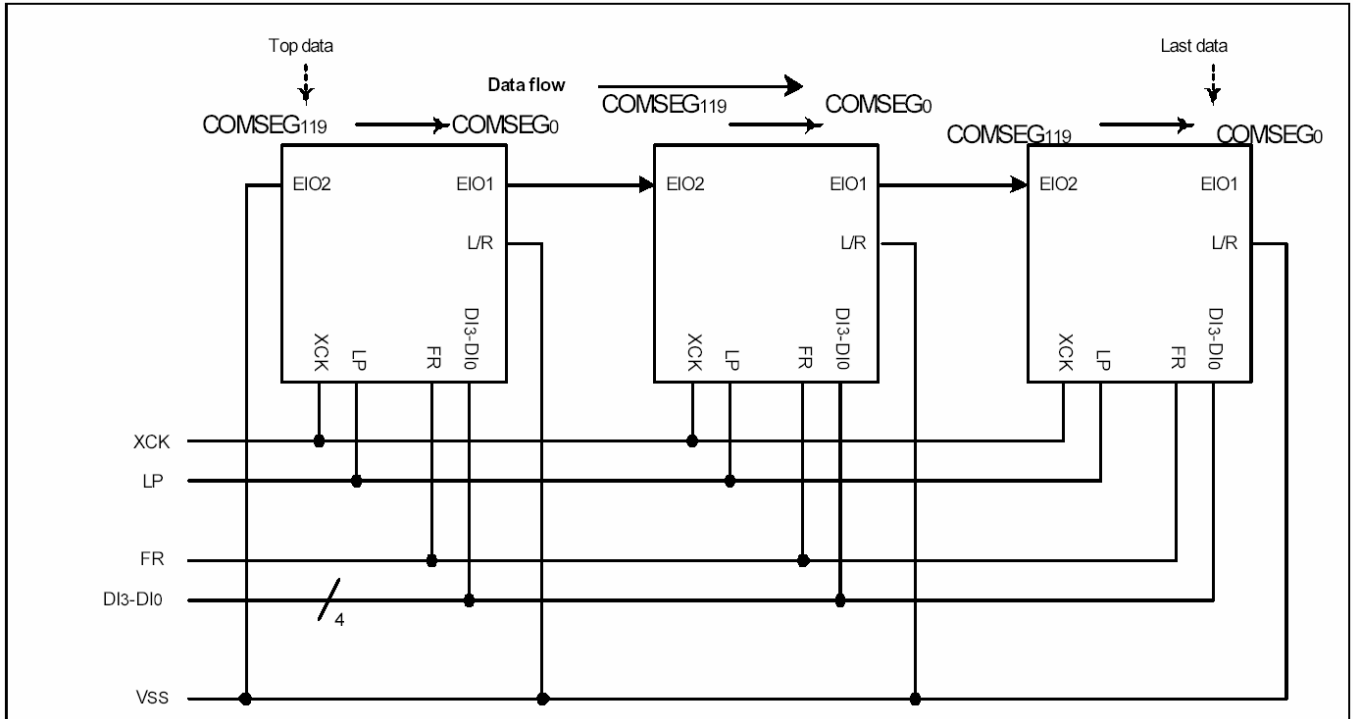 Top data
Last data
Data flow
COMSEG119
COMSEG0
COMSEG119
COMSEG0
COMSEG119
COMSEG0
EIO2
EIO1
EIO2
EIO1
EIO2
EIO1
L/R
L/R
L/R
XCK
LP
FR
DI3-DI0
XCK
LP
FR
DI3-DI0
XCK
LP
FR
DI3-DI0
XCK
LP
FR
DI3-DI0
4
VSS